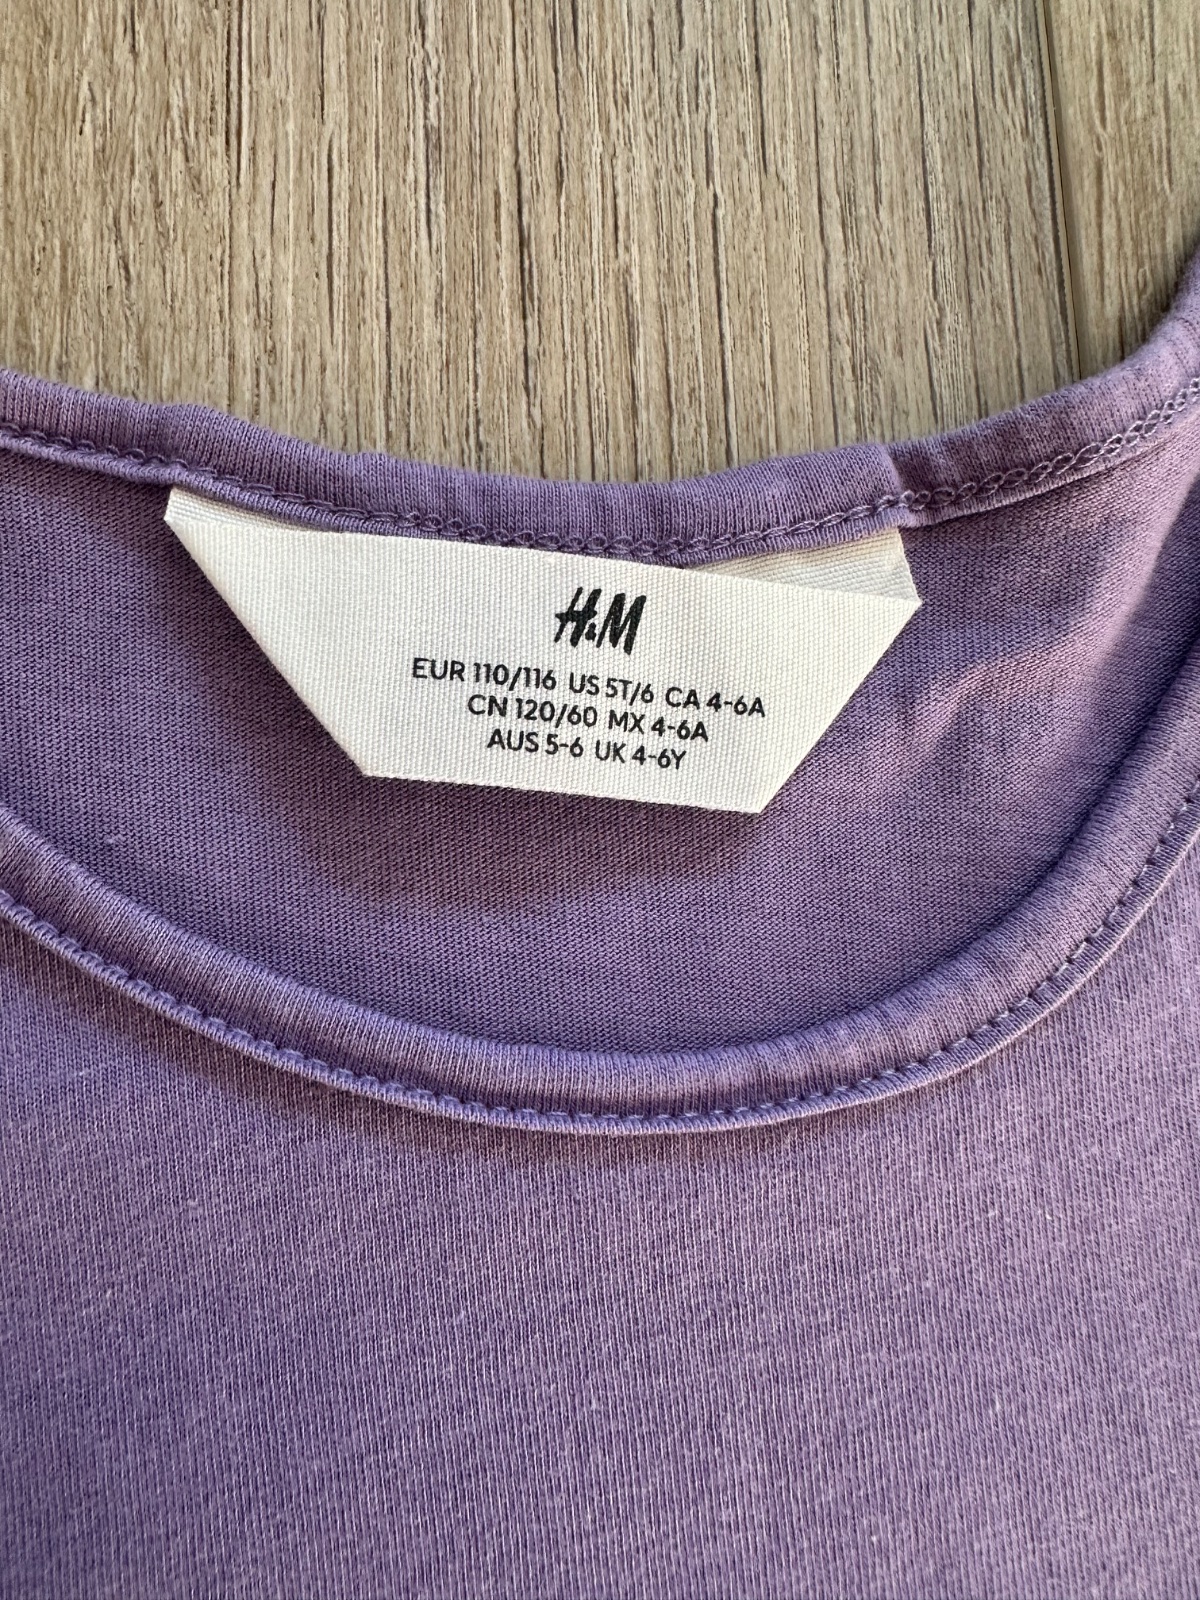 H&M
EUR 110/116 US 5T/6 CA 4-6A
CN 120/60 MX 4-6A
AUS 5-6 UK 4-6Y